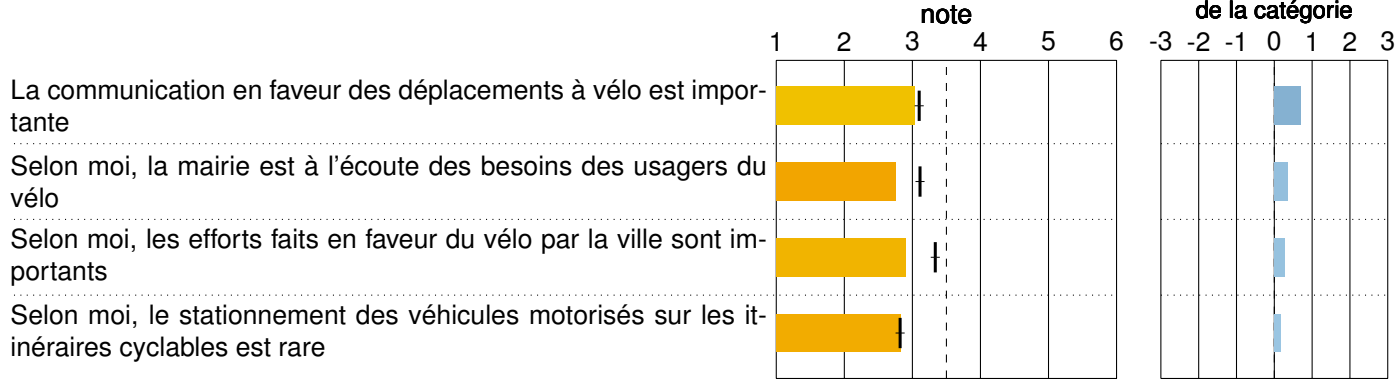 note
de la catégorie
1 2 3 4 5 6
-3 -2 -1 0 1 2 3
La communication en faveur des déplacements à vélo est impor-
tante
Selon moi, la mairie est à l'écoute des besoins des usagers du
vélo
Selon moi, les efforts faits en faveur du vélo par la ville sont im-
portants
Selon moi, le stationnement des véhicules motorisés sur les it-
inéraires cyclables est rare